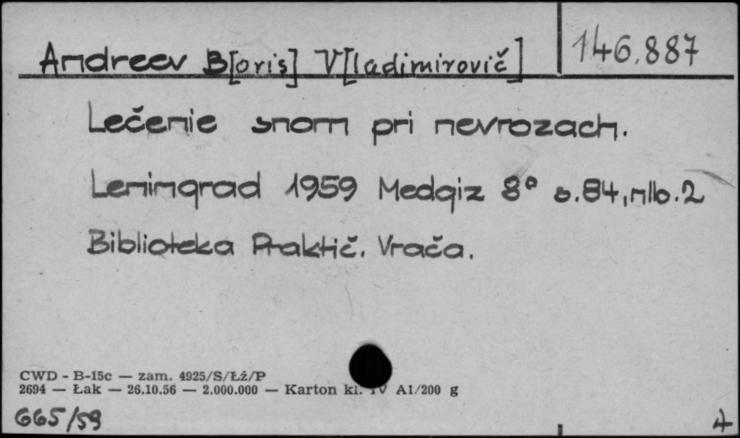 Andreev B[oris] V[ladimirovič]
146.887
Lečenie snom pri nevrozach.
Leningrad 1959 Medgiz 8° s.84, nlb.2
Biblioteka Praktič. Vrača.
CWD - B-15c — zam. 4925/S/Łż/P
2694 — Łak — 26.10.56 — 2.000.000 — Karton kl. IV A1/200 g
665/59